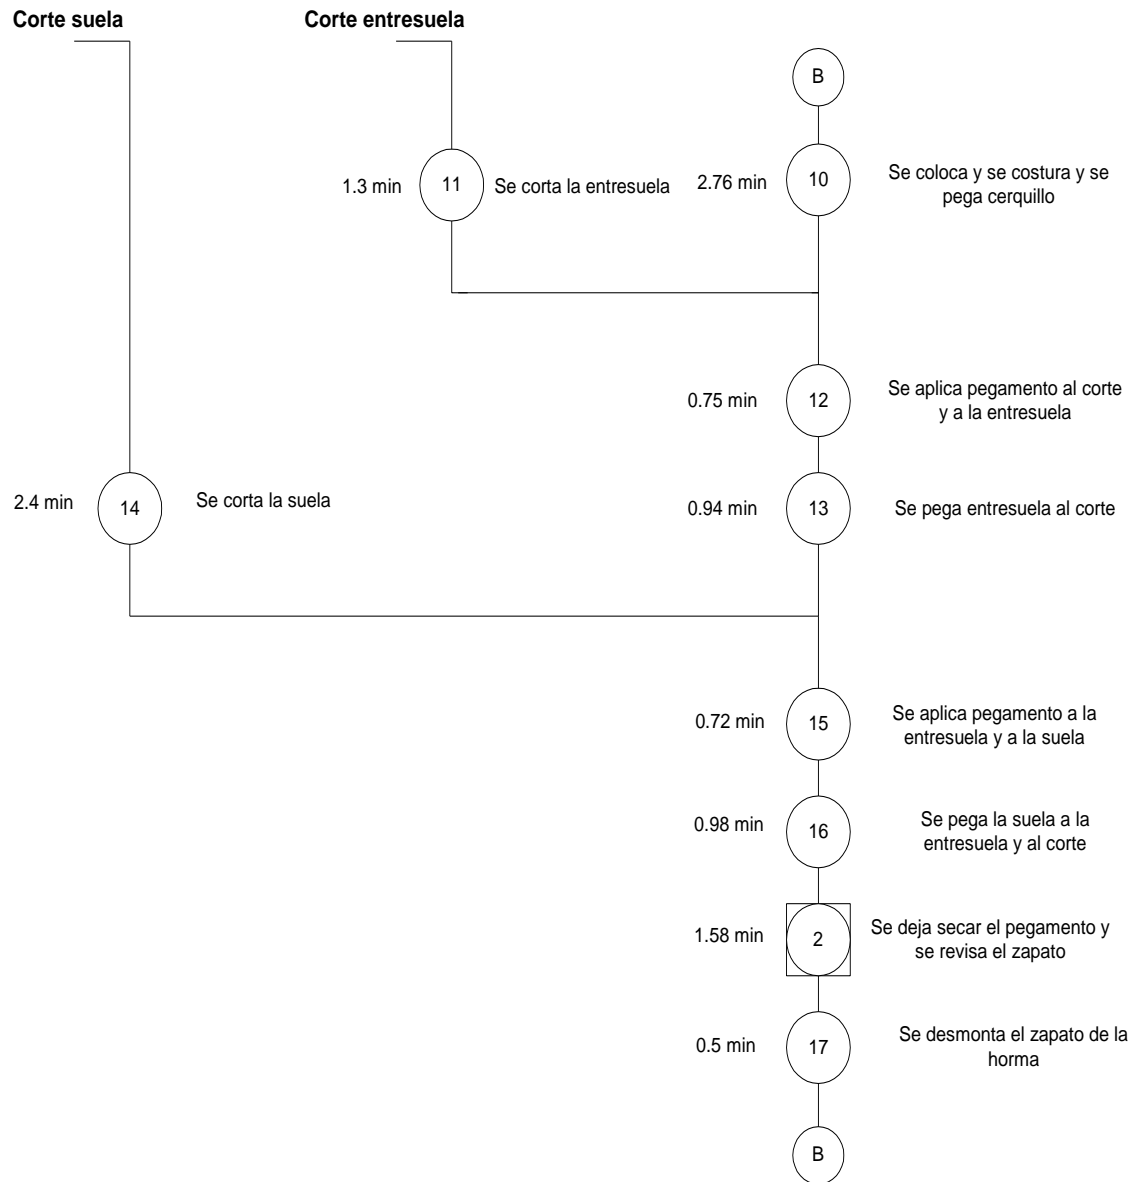 Corte suela
Corte entresuela
B
1.3 min
11
Se corta la entresuela
2.76 min
10
Se coloca y se costura y se
pega cerquillo
0.75 min
12
Se aplica pegamento al corte
y a la entresuela
2.4 min
14
Se corta la suela
0.94 min
13
Se pega entresuela al corte
0.72 min
15
Se aplica pegamento a la
entresuela y a la suela
0.98 min
16
Se pega la suela a la
entresuela y al corte
1.58 min
2
Se deja secar el pegamento y
se revisa el zapato
0.5 min
17
Se desmonta el zapato de la
horma
B